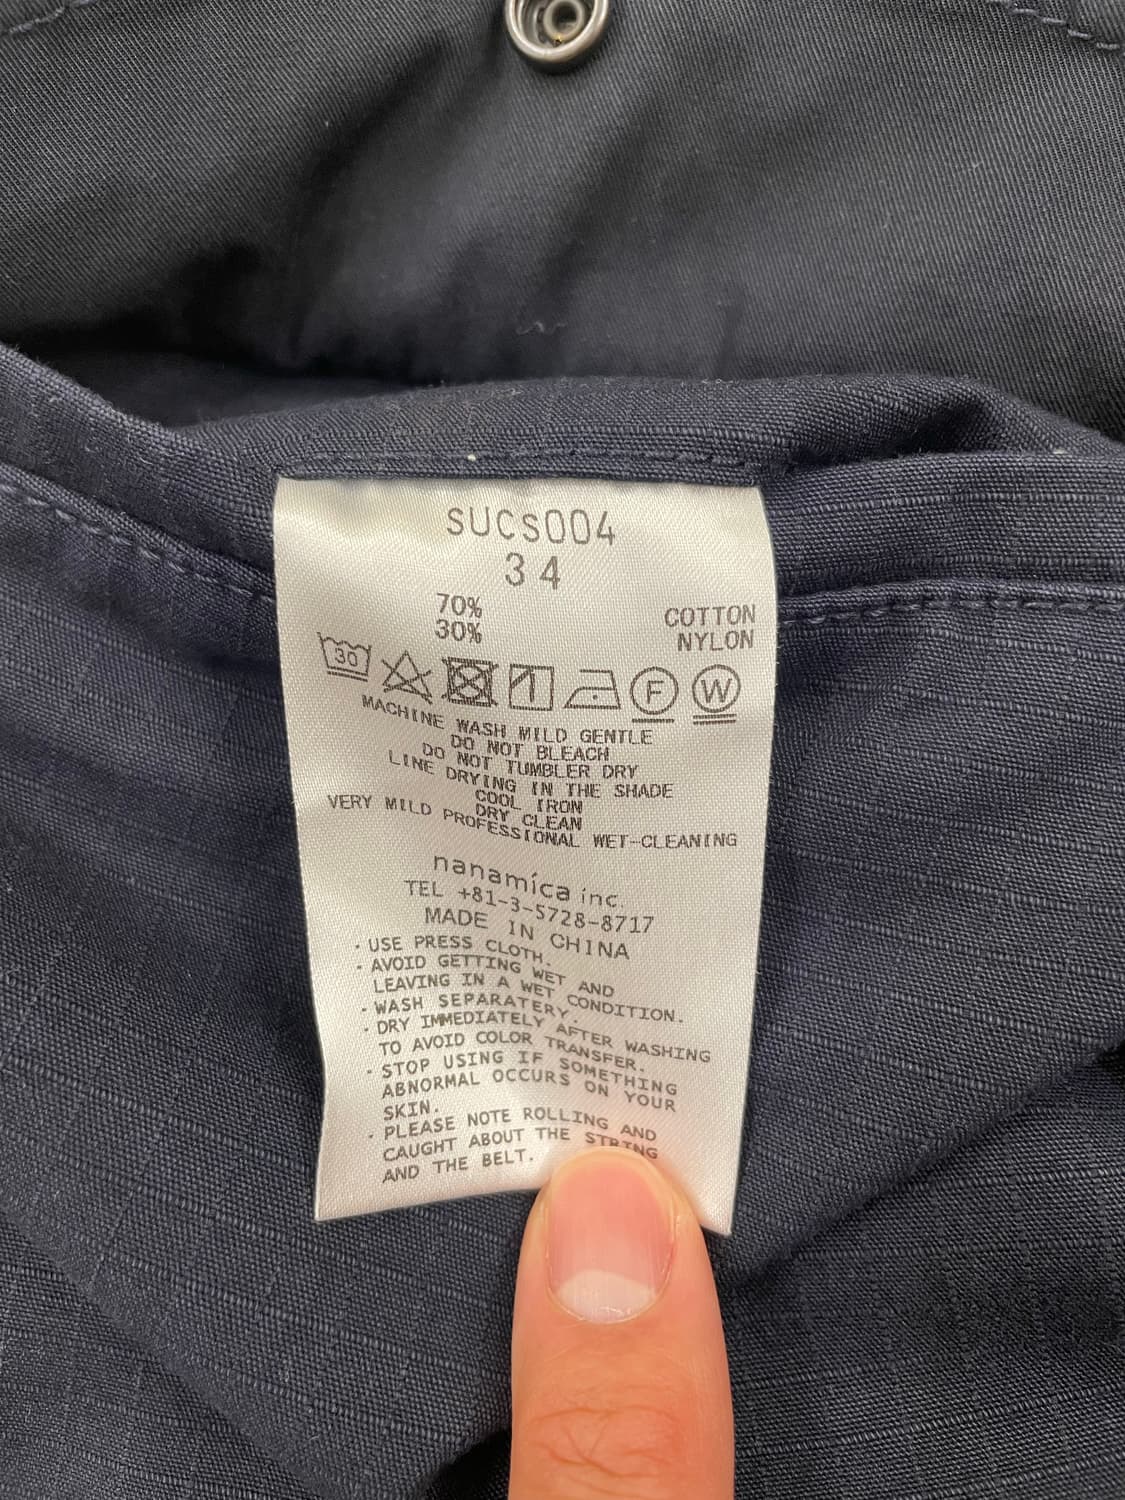 SUCS004
34
70% COTTON
30% NYLON
30 F W
MACHINE WASH MILD GENTLE
DO NOT BLEACH
DO NOT TUMBLER DRY
LINE DRYING IN THE SHADE
COOL IRON
DRY CLEAN
VERY MILD PROFESSIONAL WET-CLEANING
nanamíca inc.
TEL +81-3-5728-8717
MADE IN CHINA
・USE PRESS CLOTH.
・AVOID GETTING WET AND
LEAVING IN A WET CONDITION.
・WASH SEPARATERY.
・DRY IMMEDIATELY AFTER WASHING
TO AVOID COLOR TRANSFER.
・STOP USING IF SOMETHING
ABNORMAL OCCURS ON YOUR
SKIN.
・PLEASE NOTE ROLLING AND
CAUGHT ABOUT THE STRING
AND THE BELT.